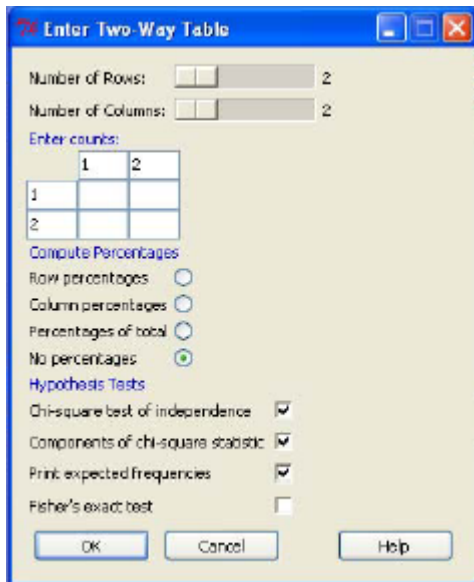 Enter Two-Way Table
Number of Rows: 2
Number of Columns: 2
Enter counts:
1 2
1
2
Compute Percentages
Row percentages
Column percentages
Percentages of total
No percentages
Hypothesis Tests
Chi-square test of independence
Components of chi-square statistic
Print expected frequencies
Fisher's exact test
OK Cancel Help